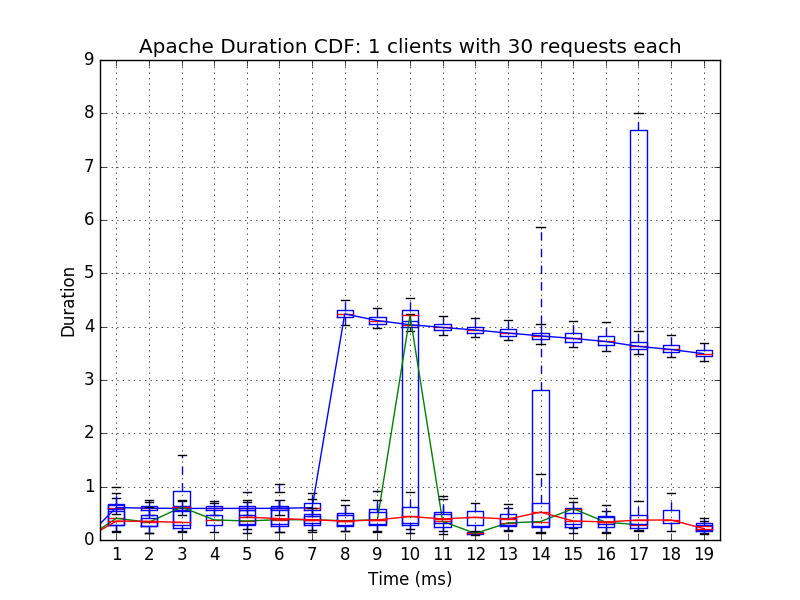 Apache Duration CDF: 1 clients with 30 requests each
9
8
7
6
5
4
3
2
1
0
Duration
1 2 3 4 5 6 7 8 9 10 11 12 13 14 15 16 17 18 19
Time (ms)